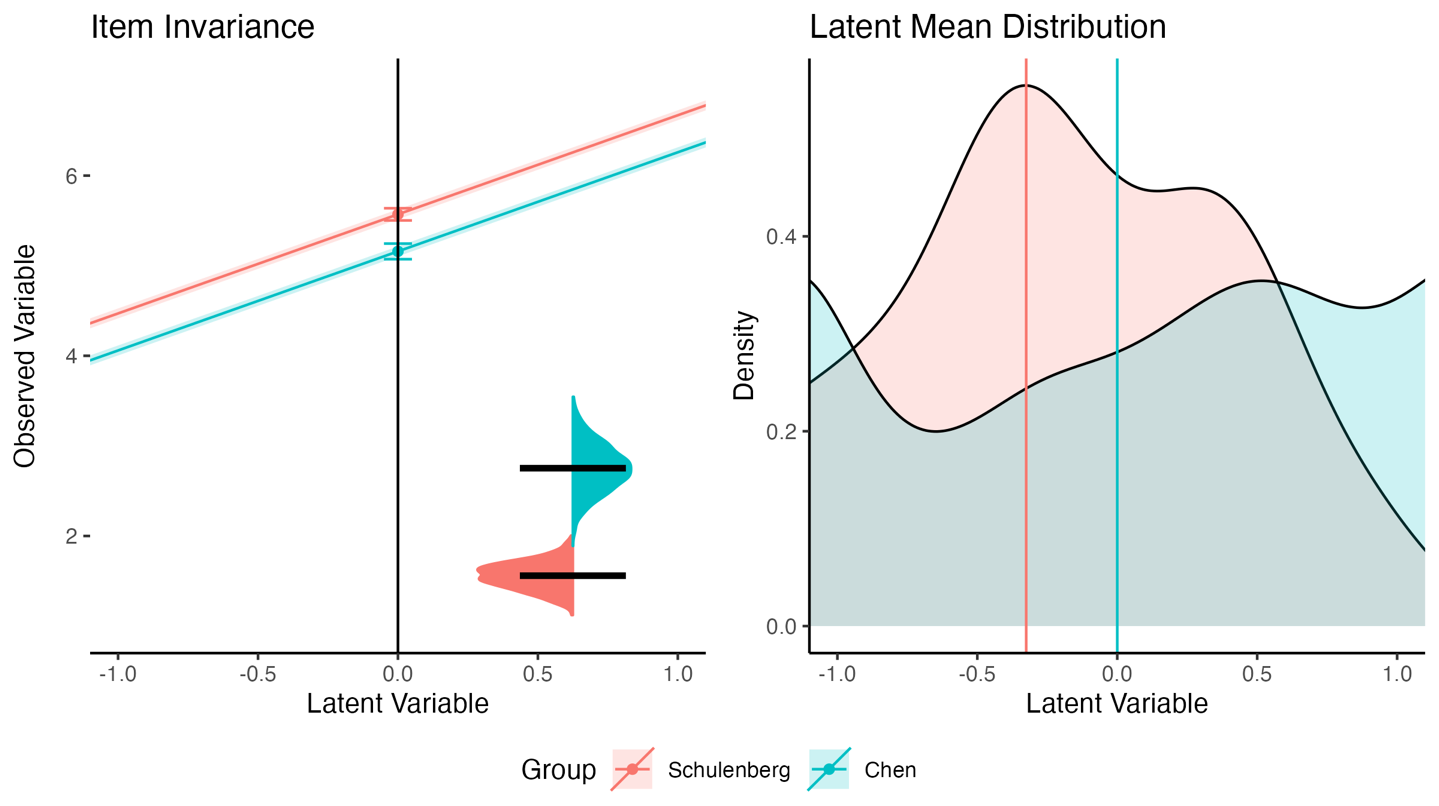 Item Invariance
Observed Variable
6
4
2
-1.0 -0.5 0.0 0.5 1.0
Latent Variable
Latent Mean Distribution
Density
0.4
0.2
0.0
-1.0 -0.5 0.0 0.5 1.0
Latent Variable
Group Schulenberg Chen